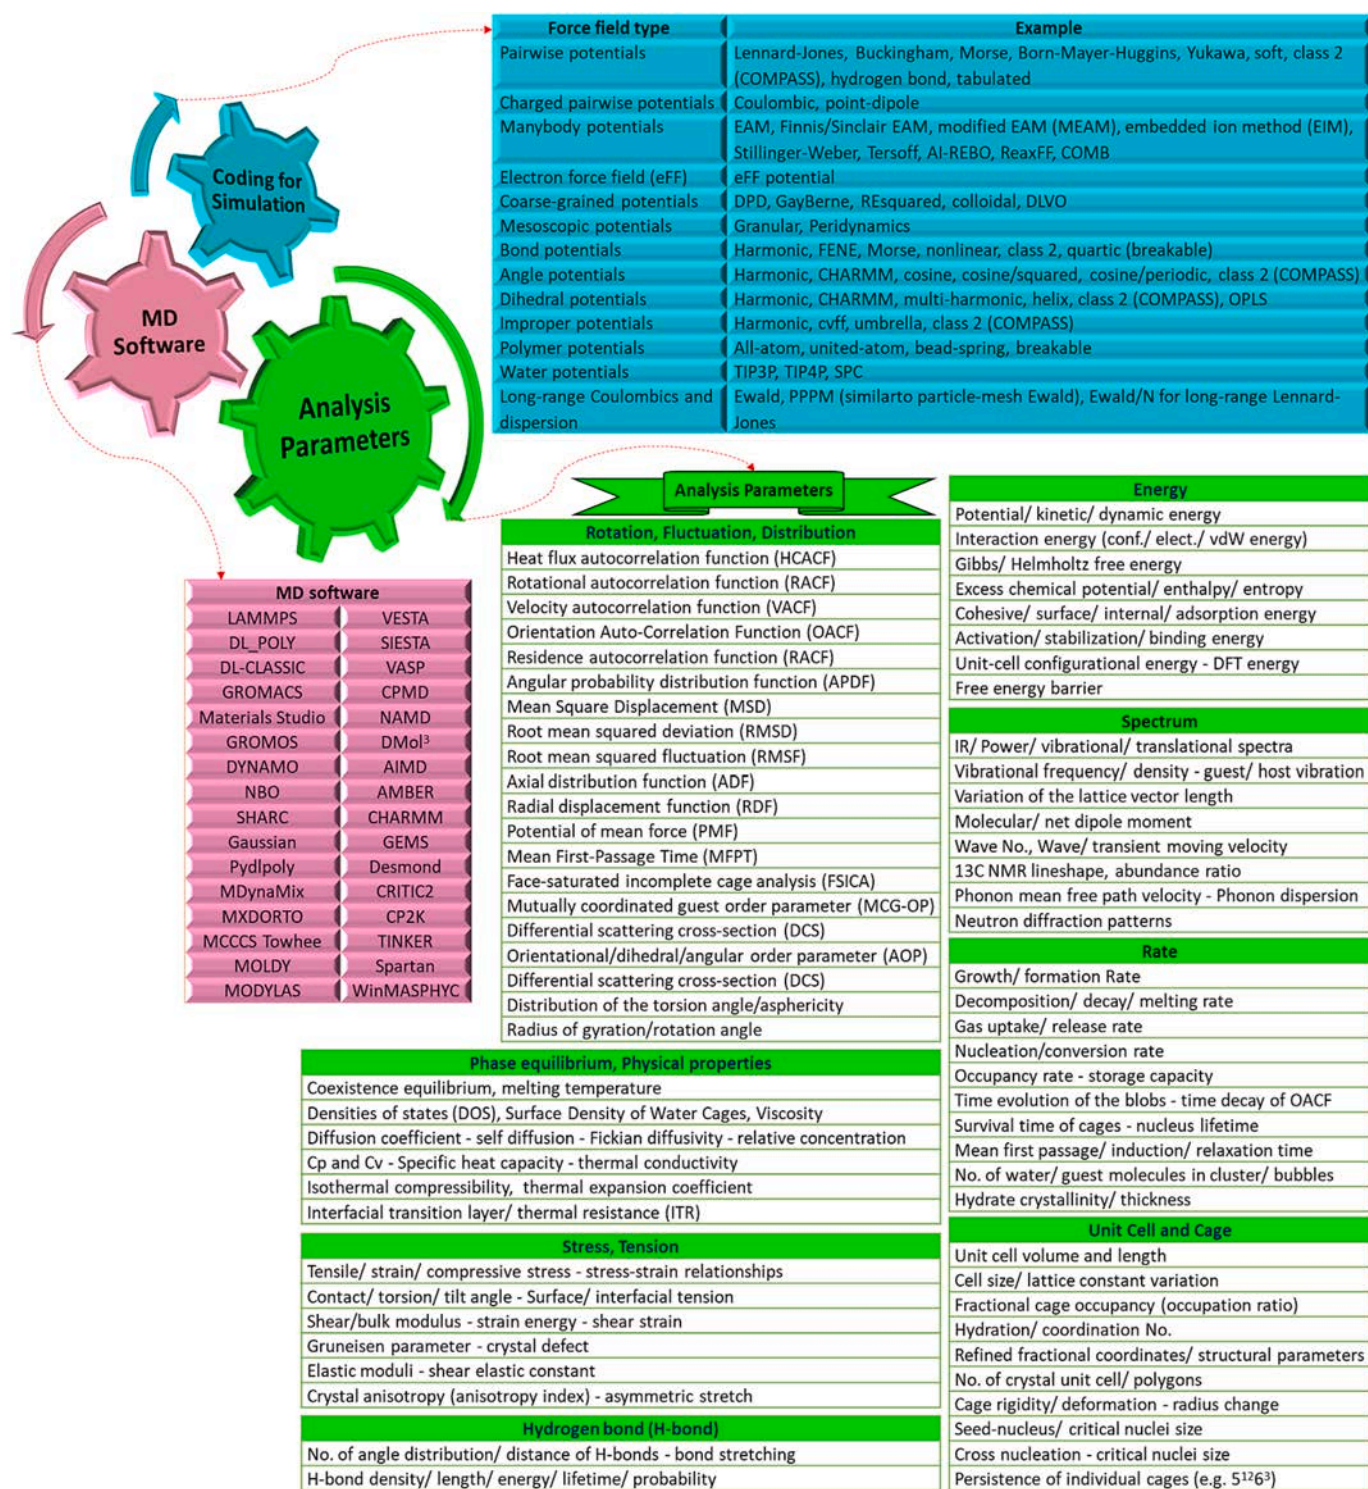 Coding for
Simulation
MD
Software
Analysis
Parameters
Force field type Example
Pairwise potentials Lennard-Jones, Buckingham, Morse, Born-Mayer-Huggins, Yukawa, soft, class 2
(COMPASS), hydrogen bond, tabulated
Charged pairwise potentials Coulombic, point-dipole
Manybody potentials EAM, Finnis/Sinclair EAM, modified EAM (MEAM), embedded ion method (EIM),
Stillinger-Weber, Tersoff, AI-REBO, ReaxFF, COMB
Electron force field (eFF) eFF potential
Coarse-grained potentials DPD, GayBerne, REsquared, colloidal, DLVO
Mesoscopic potentials Granular, Peridynamics
Bond potentials Harmonic, FENE, Morse, nonlinear, class 2, quartic (breakable)
Angle potentials Harmonic, CHARMM, cosine, cosine/squared, cosine/periodic, class 2 (COMPASS)
Dihedral potentials Harmonic, CHARMM, multi-harmonic, helix, class 2 (COMPASS), OPLS
Improper potentials Harmonic, cvff, umbrella, class 2 (COMPASS)
Polymer potentials All-atom, united-atom, bead-spring, breakable
Water potentials TIP3P, TIP4P, SPC
Long-range Coulombics and Ewald, PPPM (similarto particle-mesh Ewald), Ewald/N for long-range Lennard-
dispersion Jones
MD software
LAMMPS VESTA
DL_POLY SIESTA
DL-CLASSIC VASP
GROMACS CPMD
Materials Studio NAMD
GROMOS DMol³
DYNAMO AIMD
NBO AMBER
SHARC CHARMM
Gaussian GEMS
Pydlpoly Desmond
MDynaMix CRITIC2
MXDORTO CP2K
MCCCS Towhee TINKER
MOLDY Spartan
MODYLAS WinMASPHYC
Analysis Parameters
Rotation, Fluctuation, Distribution
Heat flux autocorrelation function (HCACF)
Rotational autocorrelation function (RACF)
Velocity autocorrelation function (VACF)
Orientation Auto-Correlation Function (OACF)
Residence autocorrelation function (RACF)
Angular probability distribution function (APDF)
Mean Square Displacement (MSD)
Root mean squared deviation (RMSD)
Root mean squared fluctuation (RMSF)
Axial distribution function (ADF)
Radial displacement function (RDF)
Potential of mean force (PMF)
Mean First-Passage Time (MFPT)
Face-saturated incomplete cage analysis (FSICA)
Mutually coordinated guest order parameter (MCG-OP)
Differential scattering cross-section (DCS)
Orientational/dihedral/angular order parameter (AOP)
Differential scattering cross-section (DCS)
Distribution of the torsion angle/asphericity
Radius of gyration/rotation angle
Phase equilibrium, Physical properties
Coexistence equilibrium, melting temperature
Densities of states (DOS), Surface Density of Water Cages, Viscosity
Diffusion coefficient - self diffusion - Fickian diffusivity - relative concentration
Cp and Cv - Specific heat capacity - thermal conductivity
Isothermal compressibility, thermal expansion coefficient
Interfacial transition layer/ thermal resistance (ITR)
Stress, Tension
Tensile/ strain/ compressive stress - stress-strain relationships
Contact/ torsion/ tilt angle - Surface/ interfacial tension
Shear/bulk modulus - strain energy - shear strain
Gruneisen parameter - crystal defect
Elastic moduli - shear elastic constant
Crystal anisotropy (anisotropy index) - asymmetric stretch
Hydrogen bond (H-bond)
No. of angle distribution/ distance of H-bonds - bond stretching
H-bond density/ length/ energy/ lifetime/ probability
Energy
Potential/ kinetic/ dynamic energy
Interaction energy (conf./ elect./ vdW energy)
Gibbs/ Helmholtz free energy
Excess chemical potential/ enthalpy/ entropy
Cohesive/ surface/ internal/ adsorption energy
Activation/ stabilization/ binding energy
Unit-cell configurational energy - DFT energy
Free energy barrier
Spectrum
IR/ Power/ vibrational/ translational spectra
Vibrational frequency/ density - guest/ host vibration
Variation of the lattice vector length
Molecular/ net dipole moment
Wave No., Wave/ transient moving velocity
13C NMR lineshape, abundance ratio
Phonon mean free path velocity - Phonon dispersion
Neutron diffraction patterns
Rate
Growth/ formation Rate
Decomposition/ decay/ melting rate
Gas uptake/ release rate
Nucleation/conversion rate
Occupancy rate - storage capacity
Time evolution of the blobs - time decay of OACF
Survival time of cages - nucleus lifetime
Mean first passage/ induction/ relaxation time
No. of water/ guest molecules in cluster/ bubbles
Hydrate crystallinity/ thickness
Unit Cell and Cage
Unit cell volume and length
Cell size/ lattice constant variation
Fractional cage occupancy (occupation ratio)
Hydration/ coordination No.
Refined fractional coordinates/ structural parameters
No. of crystal unit cell/ polygons
Cage rigidity/ deformation - radius change
Seed-nucleus/ critical nuclei size
Cross nucleation - critical nuclei size
Persistence of individual cages (e.g. 5¹²6³)